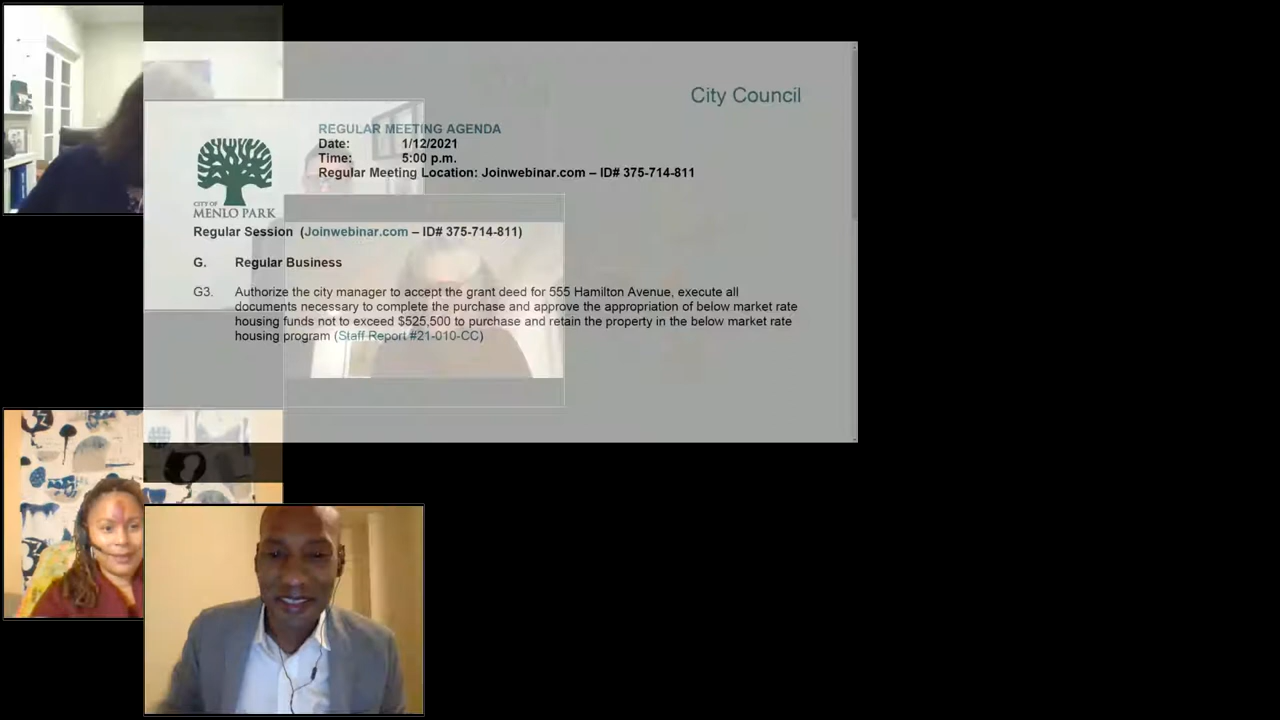 City Council
REGULAR MEETING AGENDA
Date: 1/12/2021
Time: 5:00 p.m.
Regular Meeting Location: Joinwebinar.com – ID# 375-714-811
CITY OF
MENLO PARK
Regular Session (Joinwebinar.com – ID# 375-714-811)
G. Regular Business
G3. Authorize the city manager to accept the grant deed for 555 Hamilton Avenue, execute all
documents necessary to complete the purchase and approve the appropriation of below market rate
housing funds not to exceed $525,500 to purchase and retain the property in the below market rate
housing program (Staff Report #21-010-CC)